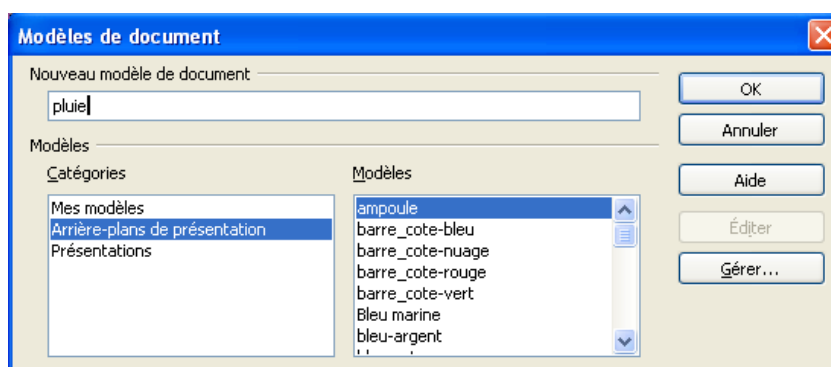 Modèles de document
Nouveau modèle de document
pluie
OK
Annuler
Modèles
Catégories
Modèles
Aide
Mes modèles
Arrière-plans de présentation
Présentations
ampoule
barre_cote-bleu
barre_cote-nuage
barre_cote-rouge
barre_cote-vert
Bleu marine
bleu-argent
Éditer
Gérer...